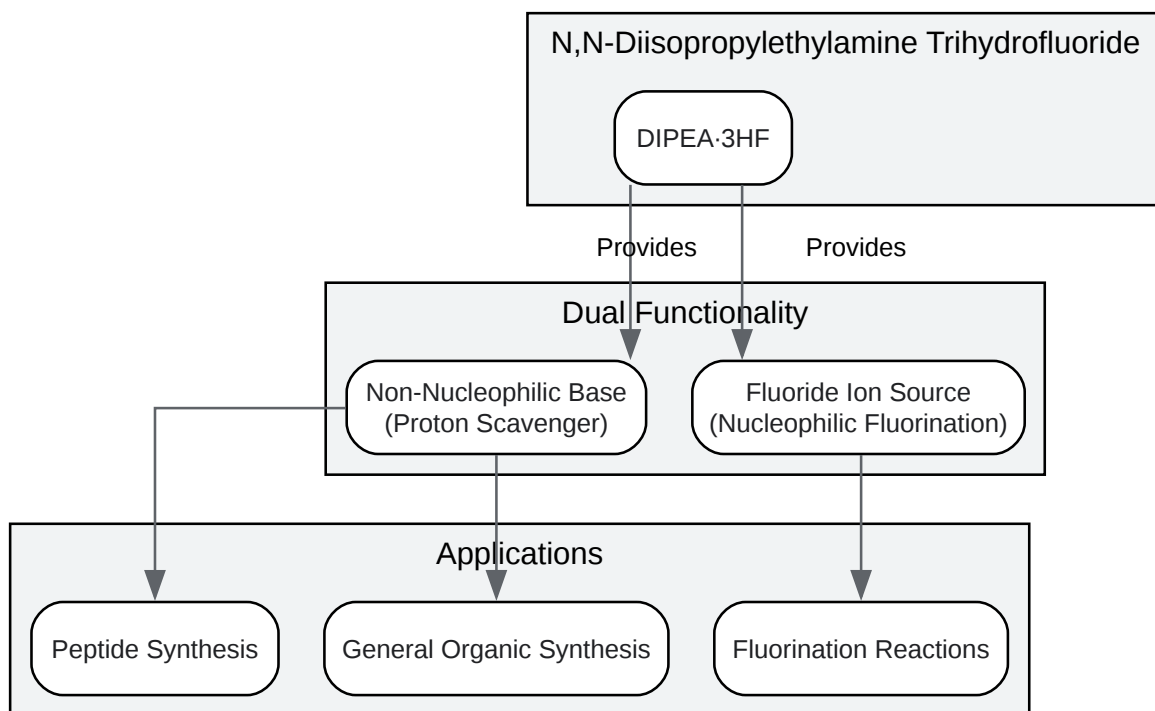 N,N-Diisopropylethylamine Trihydrofluoride
DIPEA·3HF
Provides
Provides
Dual Functionality
Non-Nucleophilic Base
(Proton Scavenger)
Fluoride Ion Source
(Nucleophilic Fluorination)
Applications
Peptide Synthesis
General Organic Synthesis
Fluorination Reactions